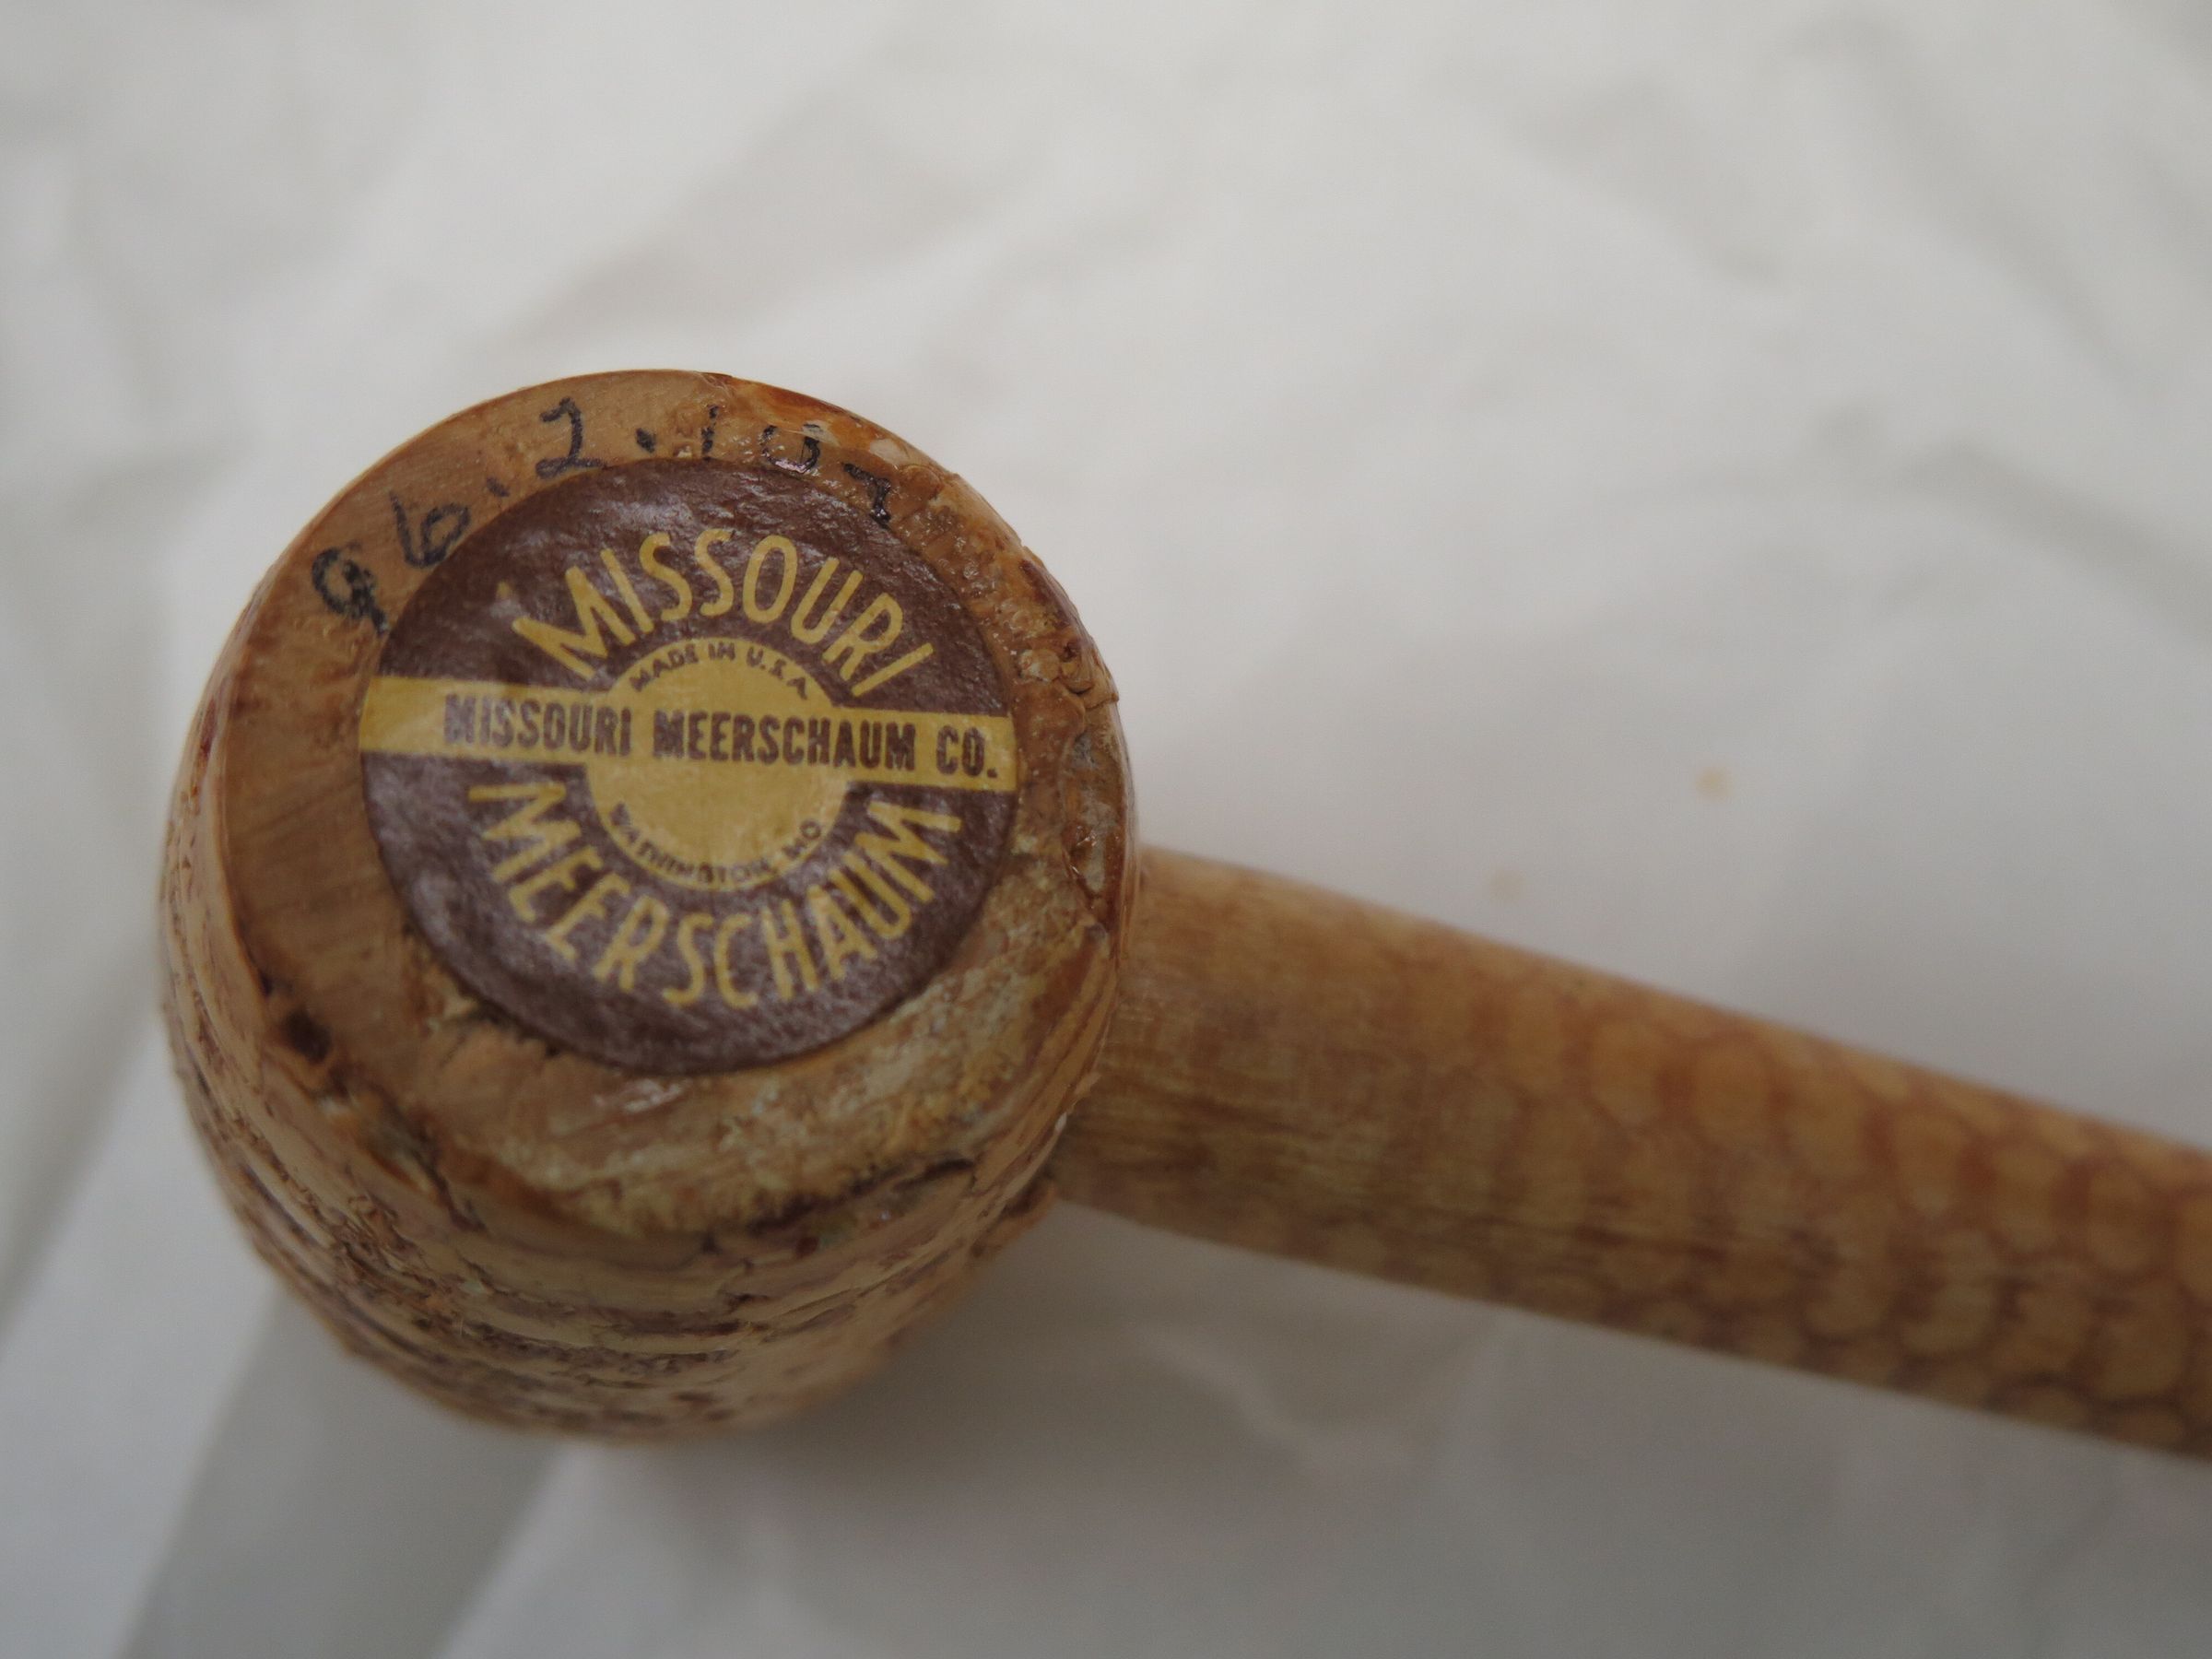 96.2.107
MISSOURI
MADE IN U.S.A.
MISSOURI MEERSCHAUM CO.
WASHINGTON, MO.
MEERSCHAUM